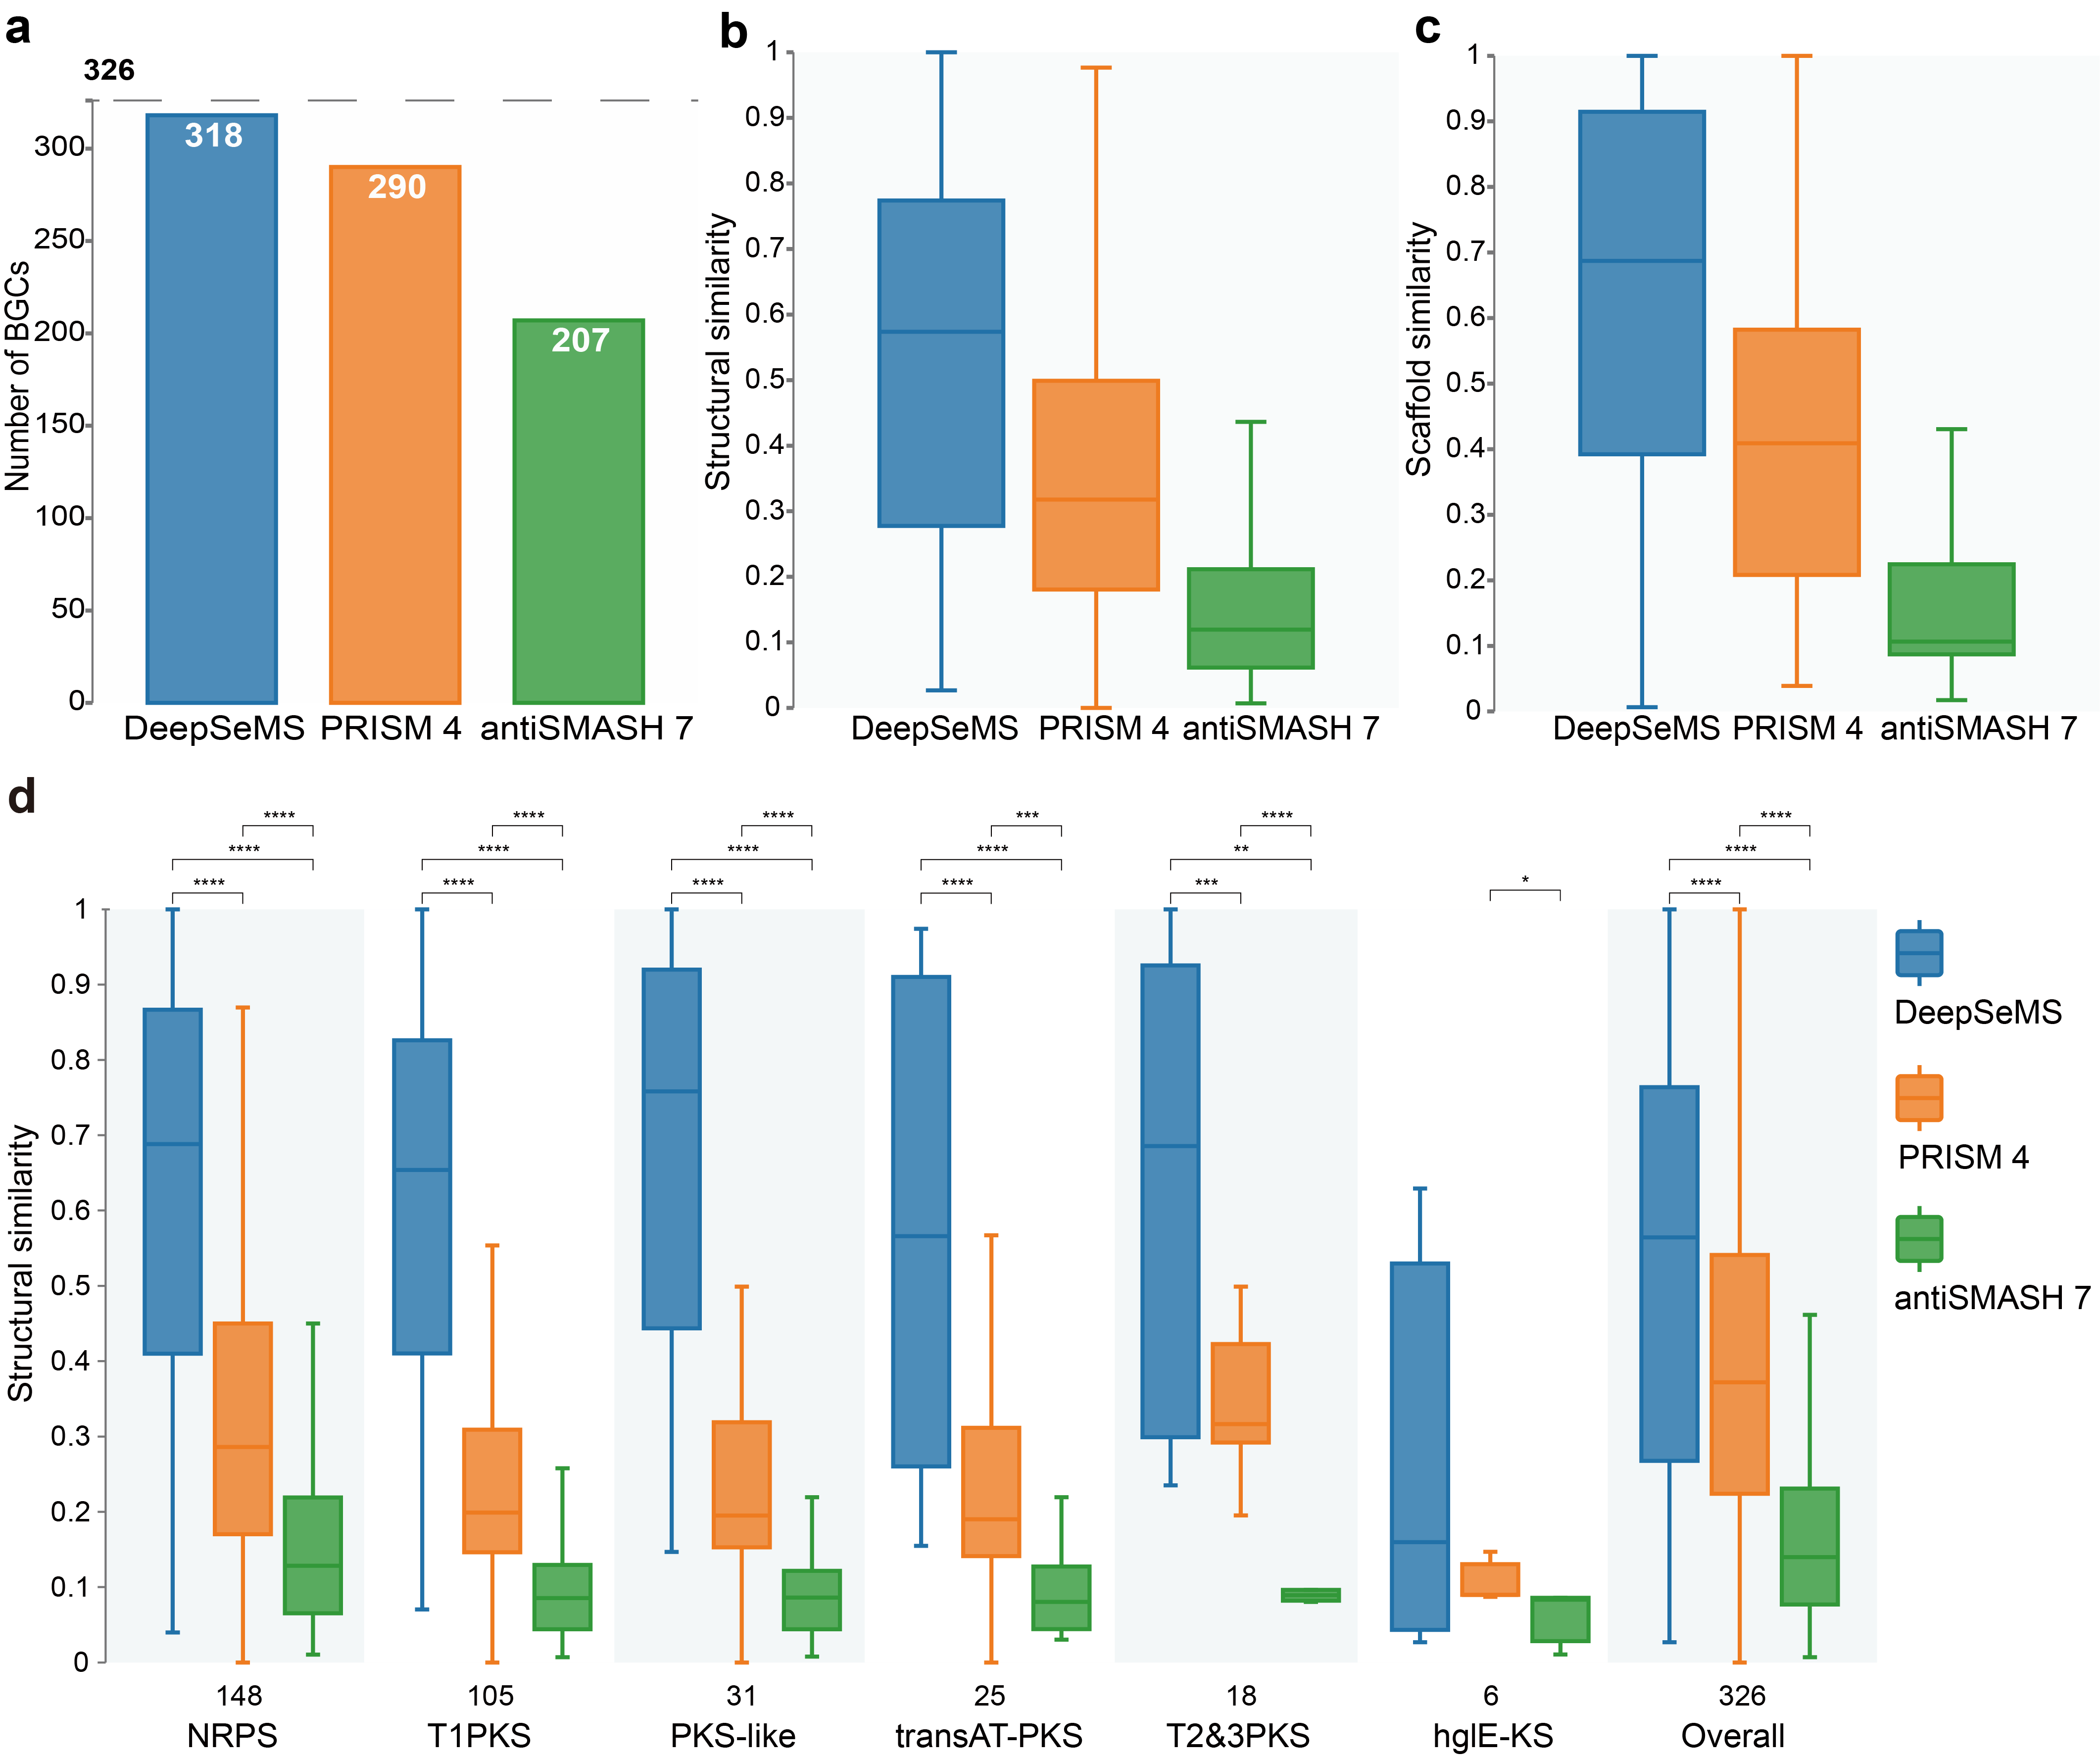 a
326
300
250
200
150
100
50
0
Number of BGCs
318
290
207
DeepSeMS PRISM 4 antiSMASH 7
b
1
0.9
0.8
0.7
0.6
0.5
0.4
0.3
0.2
0.1
0
Structural similarity
DeepSeMS PRISM 4 antiSMASH 7
c
1
0.9
0.8
0.7
0.6
0.5
0.4
0.3
0.2
0.1
0
Scaffold similarity
DeepSeMS PRISM 4 antiSMASH 7
d
**** **** **** *** **** ****
**** **** **** **** ** ****
**** **** **** **** *** * ****
1
0.9
0.8
0.7
0.6
0.5
0.4
0.3
0.2
0.1
0
Structural similarity
148 105 31 25 18 6 326
NRPS T1PKS PKS-like transAT-PKS T2&3PKS hglE-KS Overall
DeepSeMS
PRISM 4
antiSMASH 7